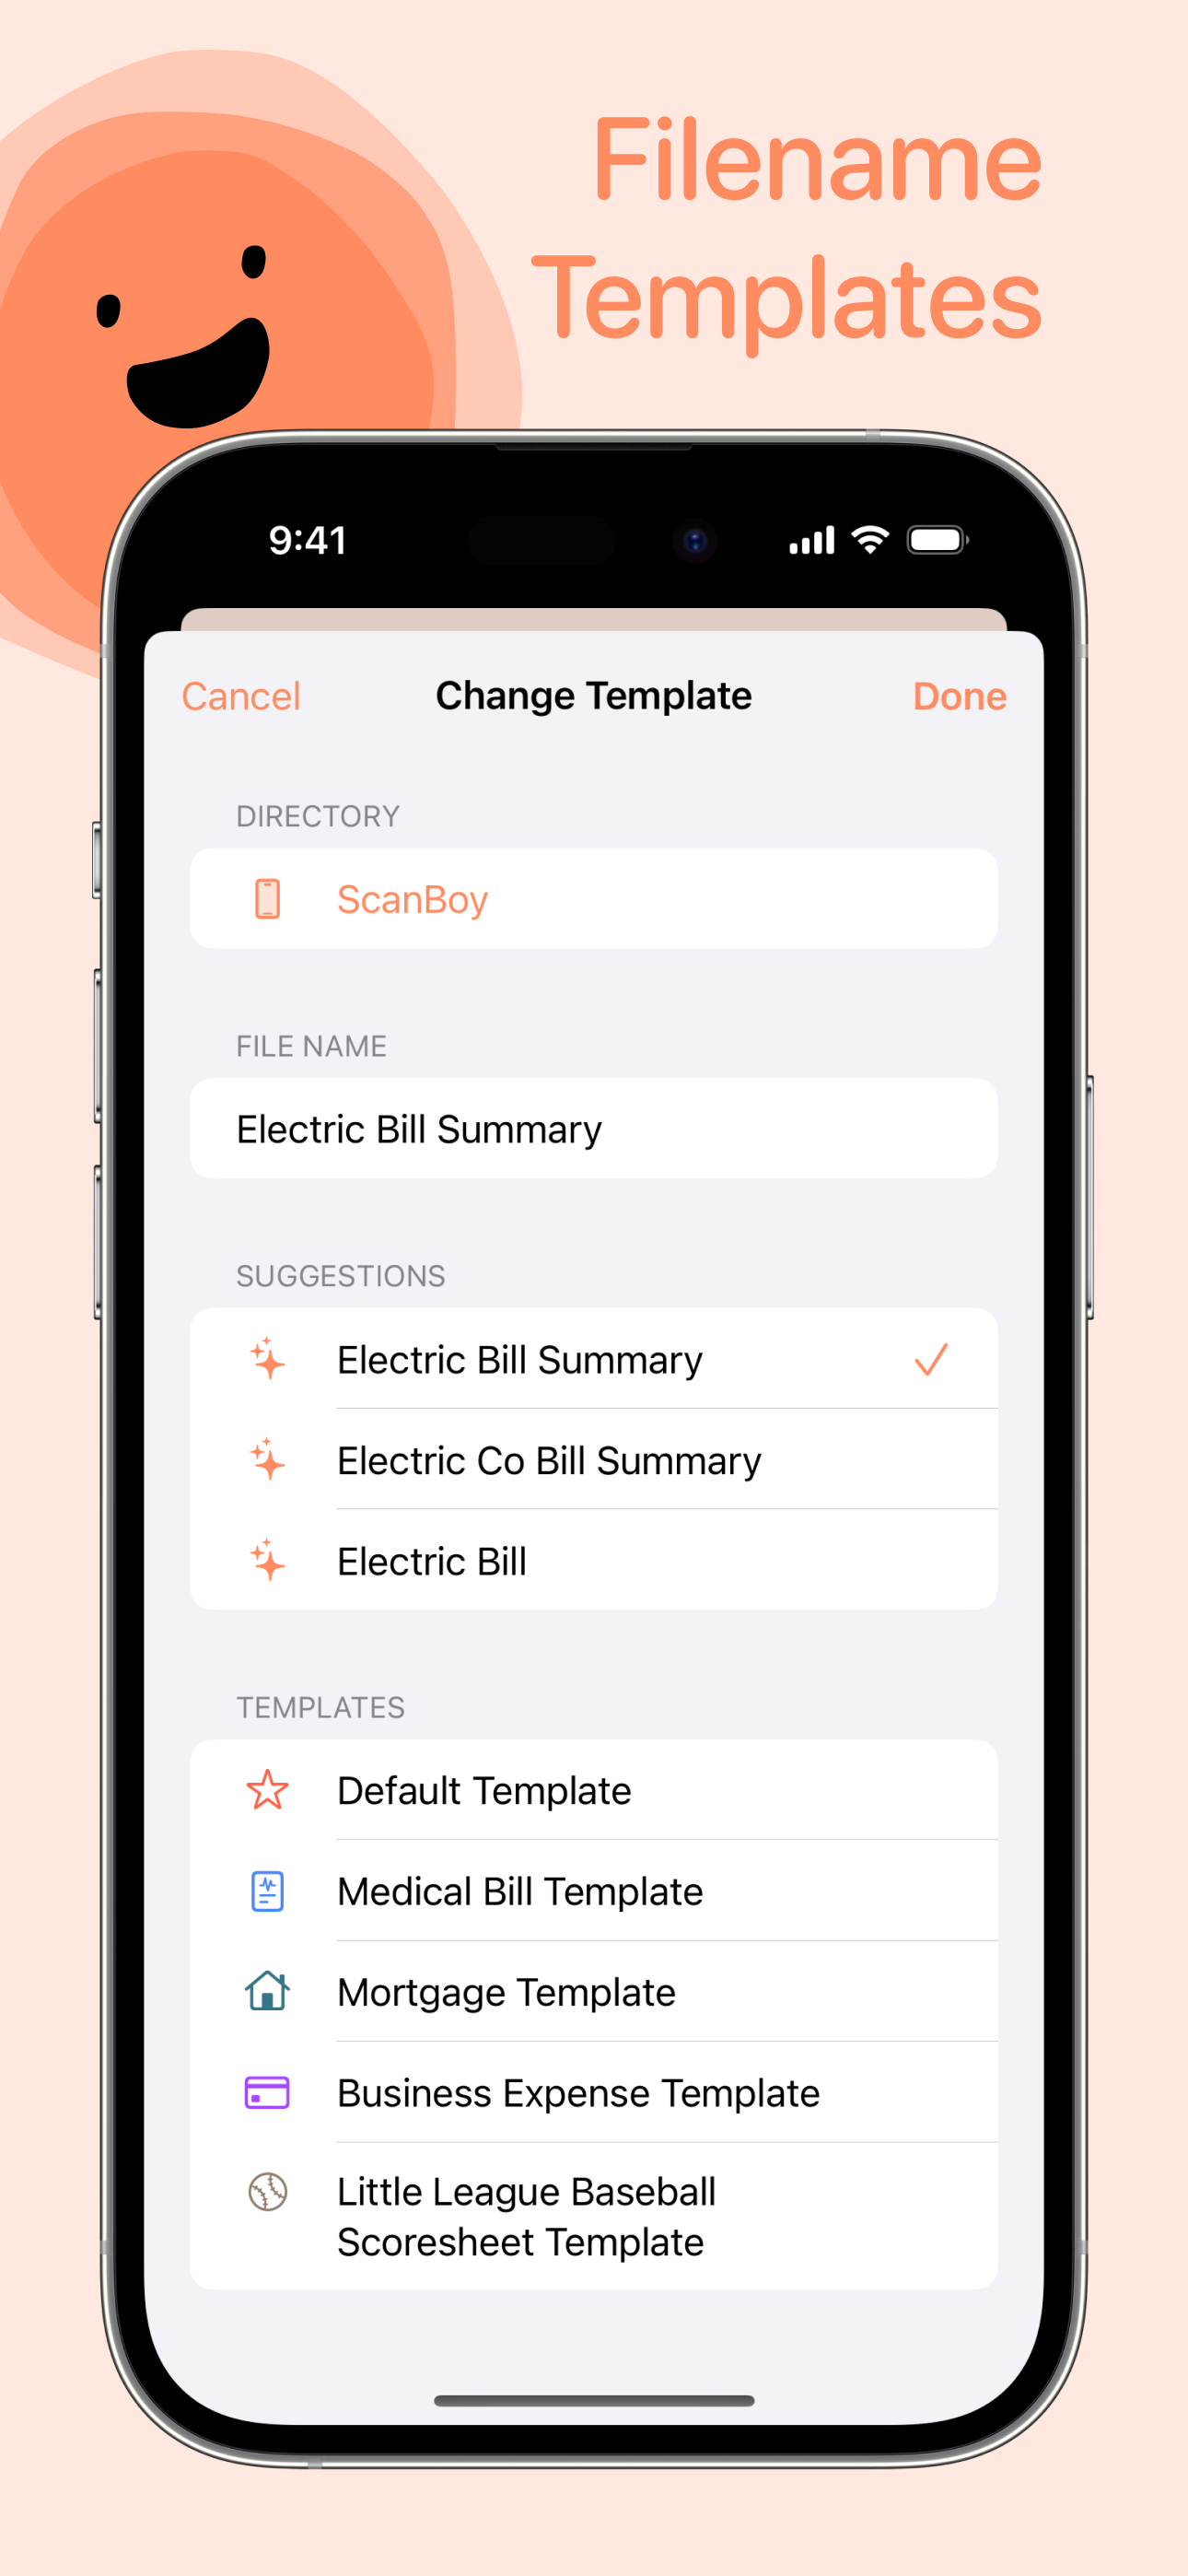 Filename
Templates
9:41
Cancel
Change Template
Done
DIRECTORY
ScanBoy
FILE NAME
Electric Bill Summary
SUGGESTIONS
Electric Bill Summary
Electric Co Bill Summary
Electric Bill
TEMPLATES
Default Template
Medical Bill Template
Mortgage Template
Business Expense Template
Little League Baseball
Scoresheet Template